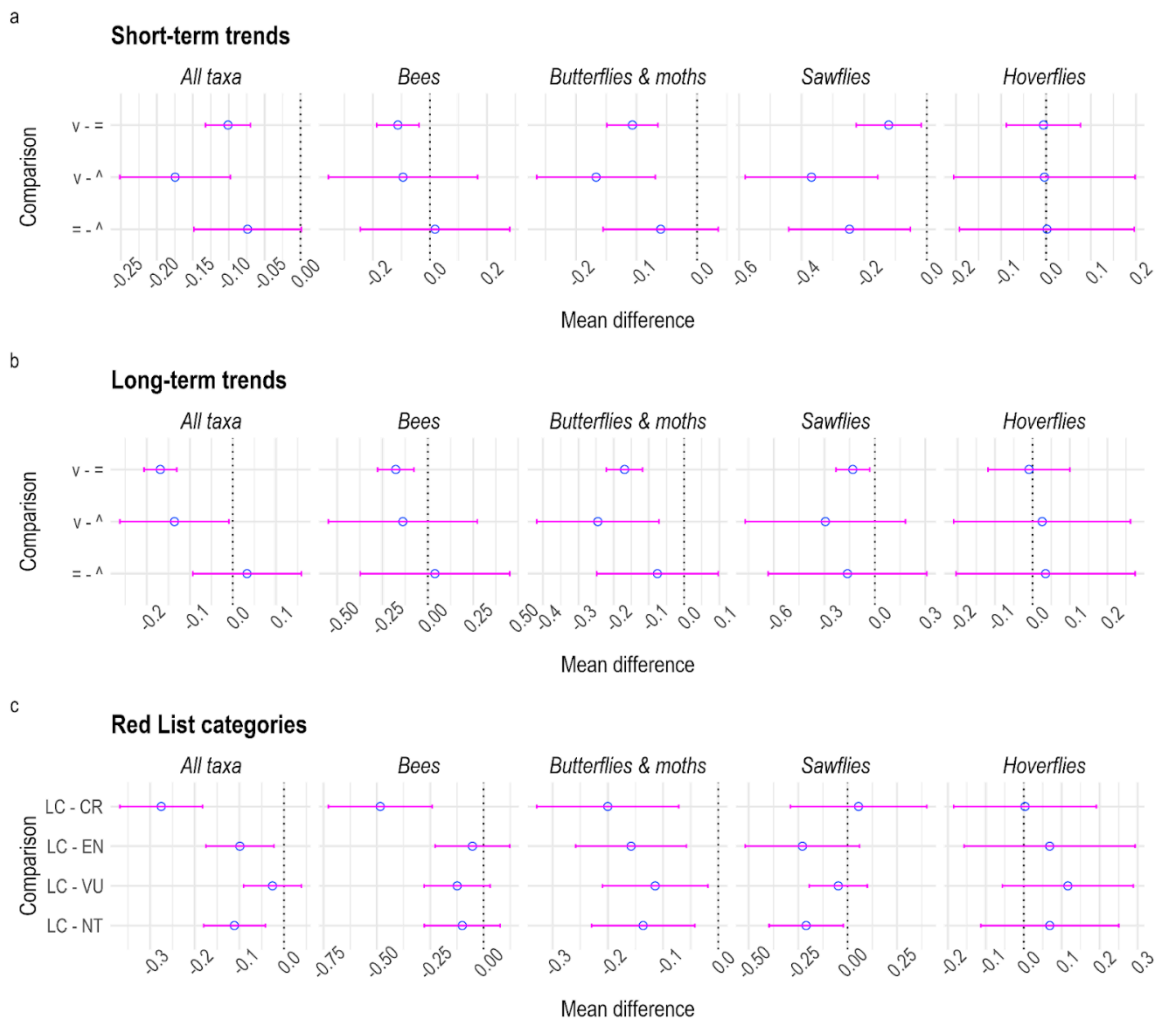 a
Short-term trends
All taxa Bees Butterflies & moths Sawflies Hoverflies
Comparison
v - =
v - ^
= - ^
-0.25 -0.20 -0.15 -0.10 -0.05 0.00 -0.2 0.0 0.2 -0.2 -0.1 0.0 -0.6 -0.4 -0.2 0.0 -0.2 -0.1 0.0 0.1 0.2
Mean difference
b
Long-term trends
All taxa Bees Butterflies & moths Sawflies Hoverflies
Comparison
v - =
v - ^
= - ^
-0.2 -0.1 0.0 0.1 -0.50 -0.25 0.00 0.25 0.50 -0.4 -0.3 -0.2 -0.1 0.0 0.1 -0.6 -0.3 0.0 0.3 -0.2 -0.1 0.0 0.1 0.2
Mean difference
c
Red List categories
All taxa Bees Butterflies & moths Sawflies Hoverflies
Comparison
LC - CR
LC - EN
LC - VU
LC - NT
-0.3 -0.2 -0.1 0.0 -0.75 -0.50 -0.25 0.00 -0.3 -0.2 -0.1 0.0 -0.50 -0.25 0.00 0.25 -0.2 -0.1 0.0 0.1 0.2 0.3
Mean difference